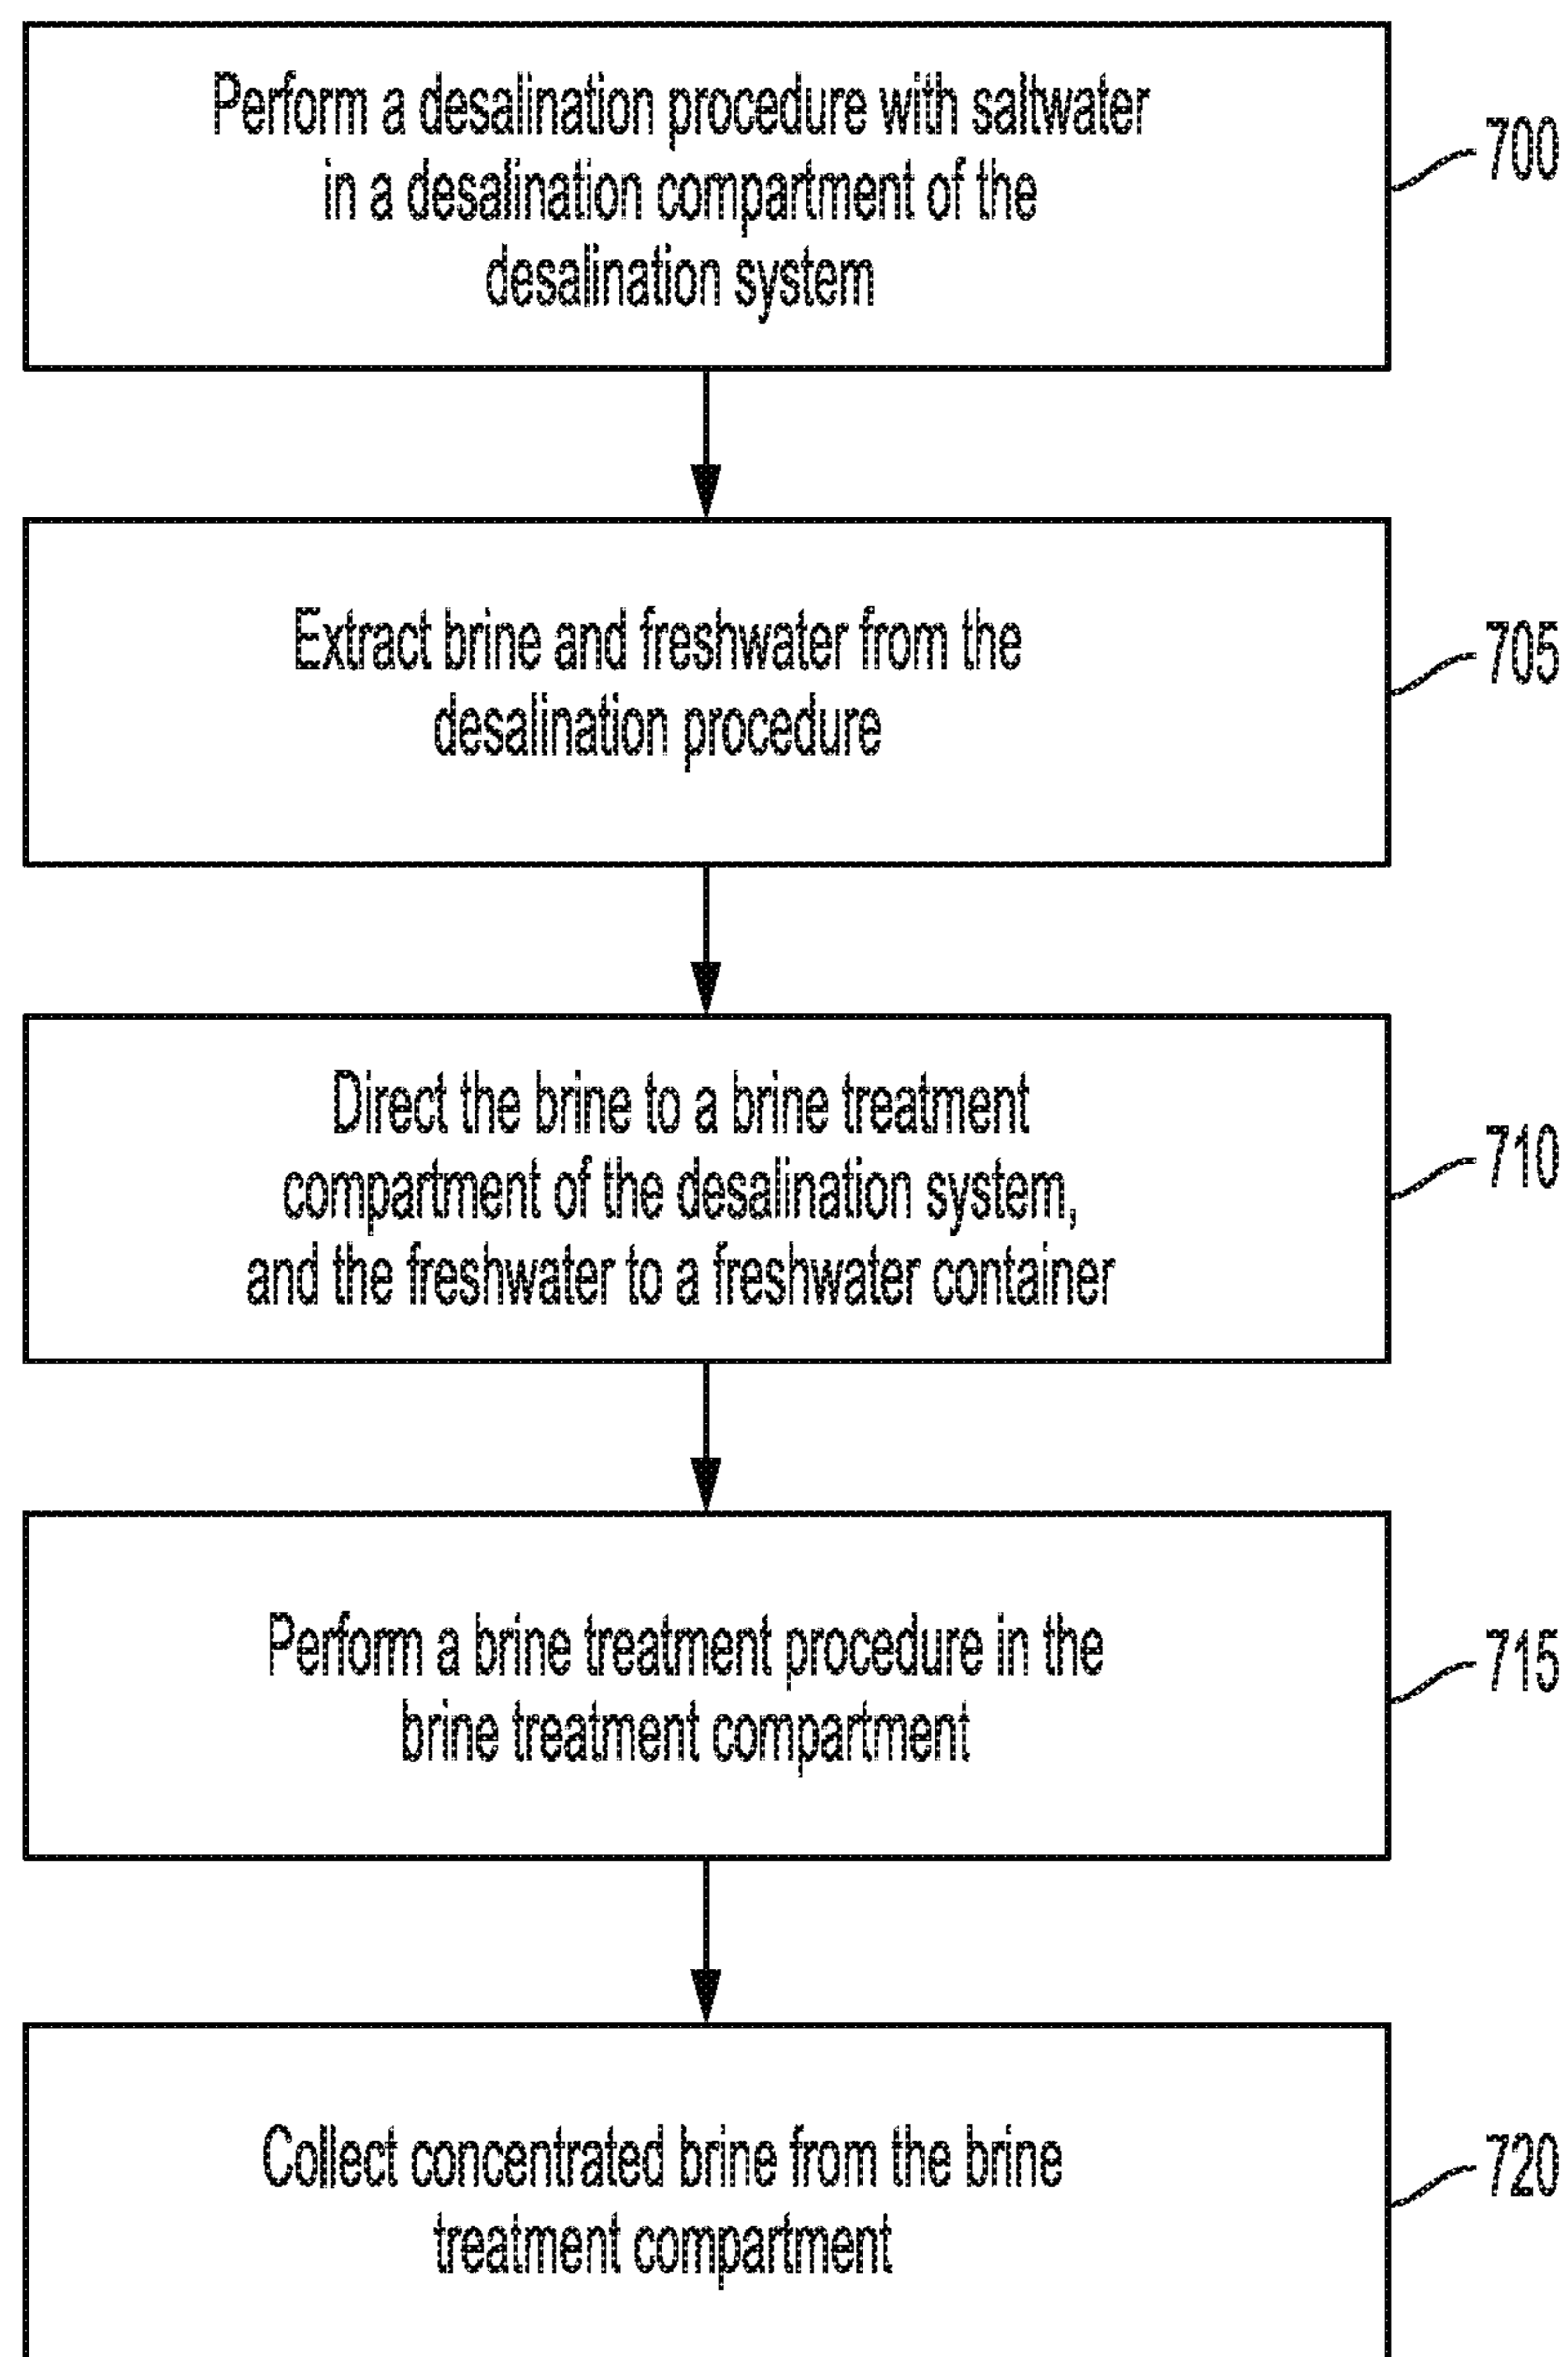 Perform a desalination procedure with saltwater
in a desalination compartment of the
desalination system
700
Extract brine and freshwater from the
desalination procedure
705
Direct the brine to a brine treatment
compartment of the desalination system,
and the freshwater to a freshwater container
710
Perform a brine treatment procedure in the
brine treatment compartment
715
Collect concentrated brine from the brine
treatment compartment
720